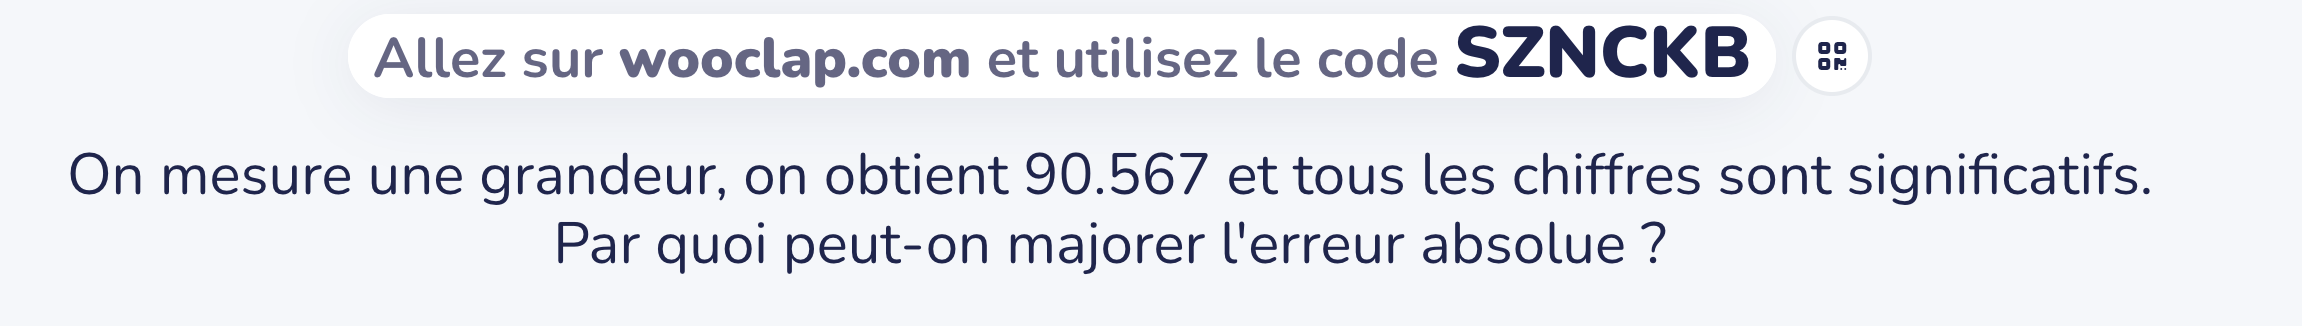 Allez sur wooclap.com et utilisez le code SZNCKB
On mesure une grandeur, on obtient 90.567 et tous les chiffres sont significatifs.
Par quoi peut-on majorer l'erreur absolue ?